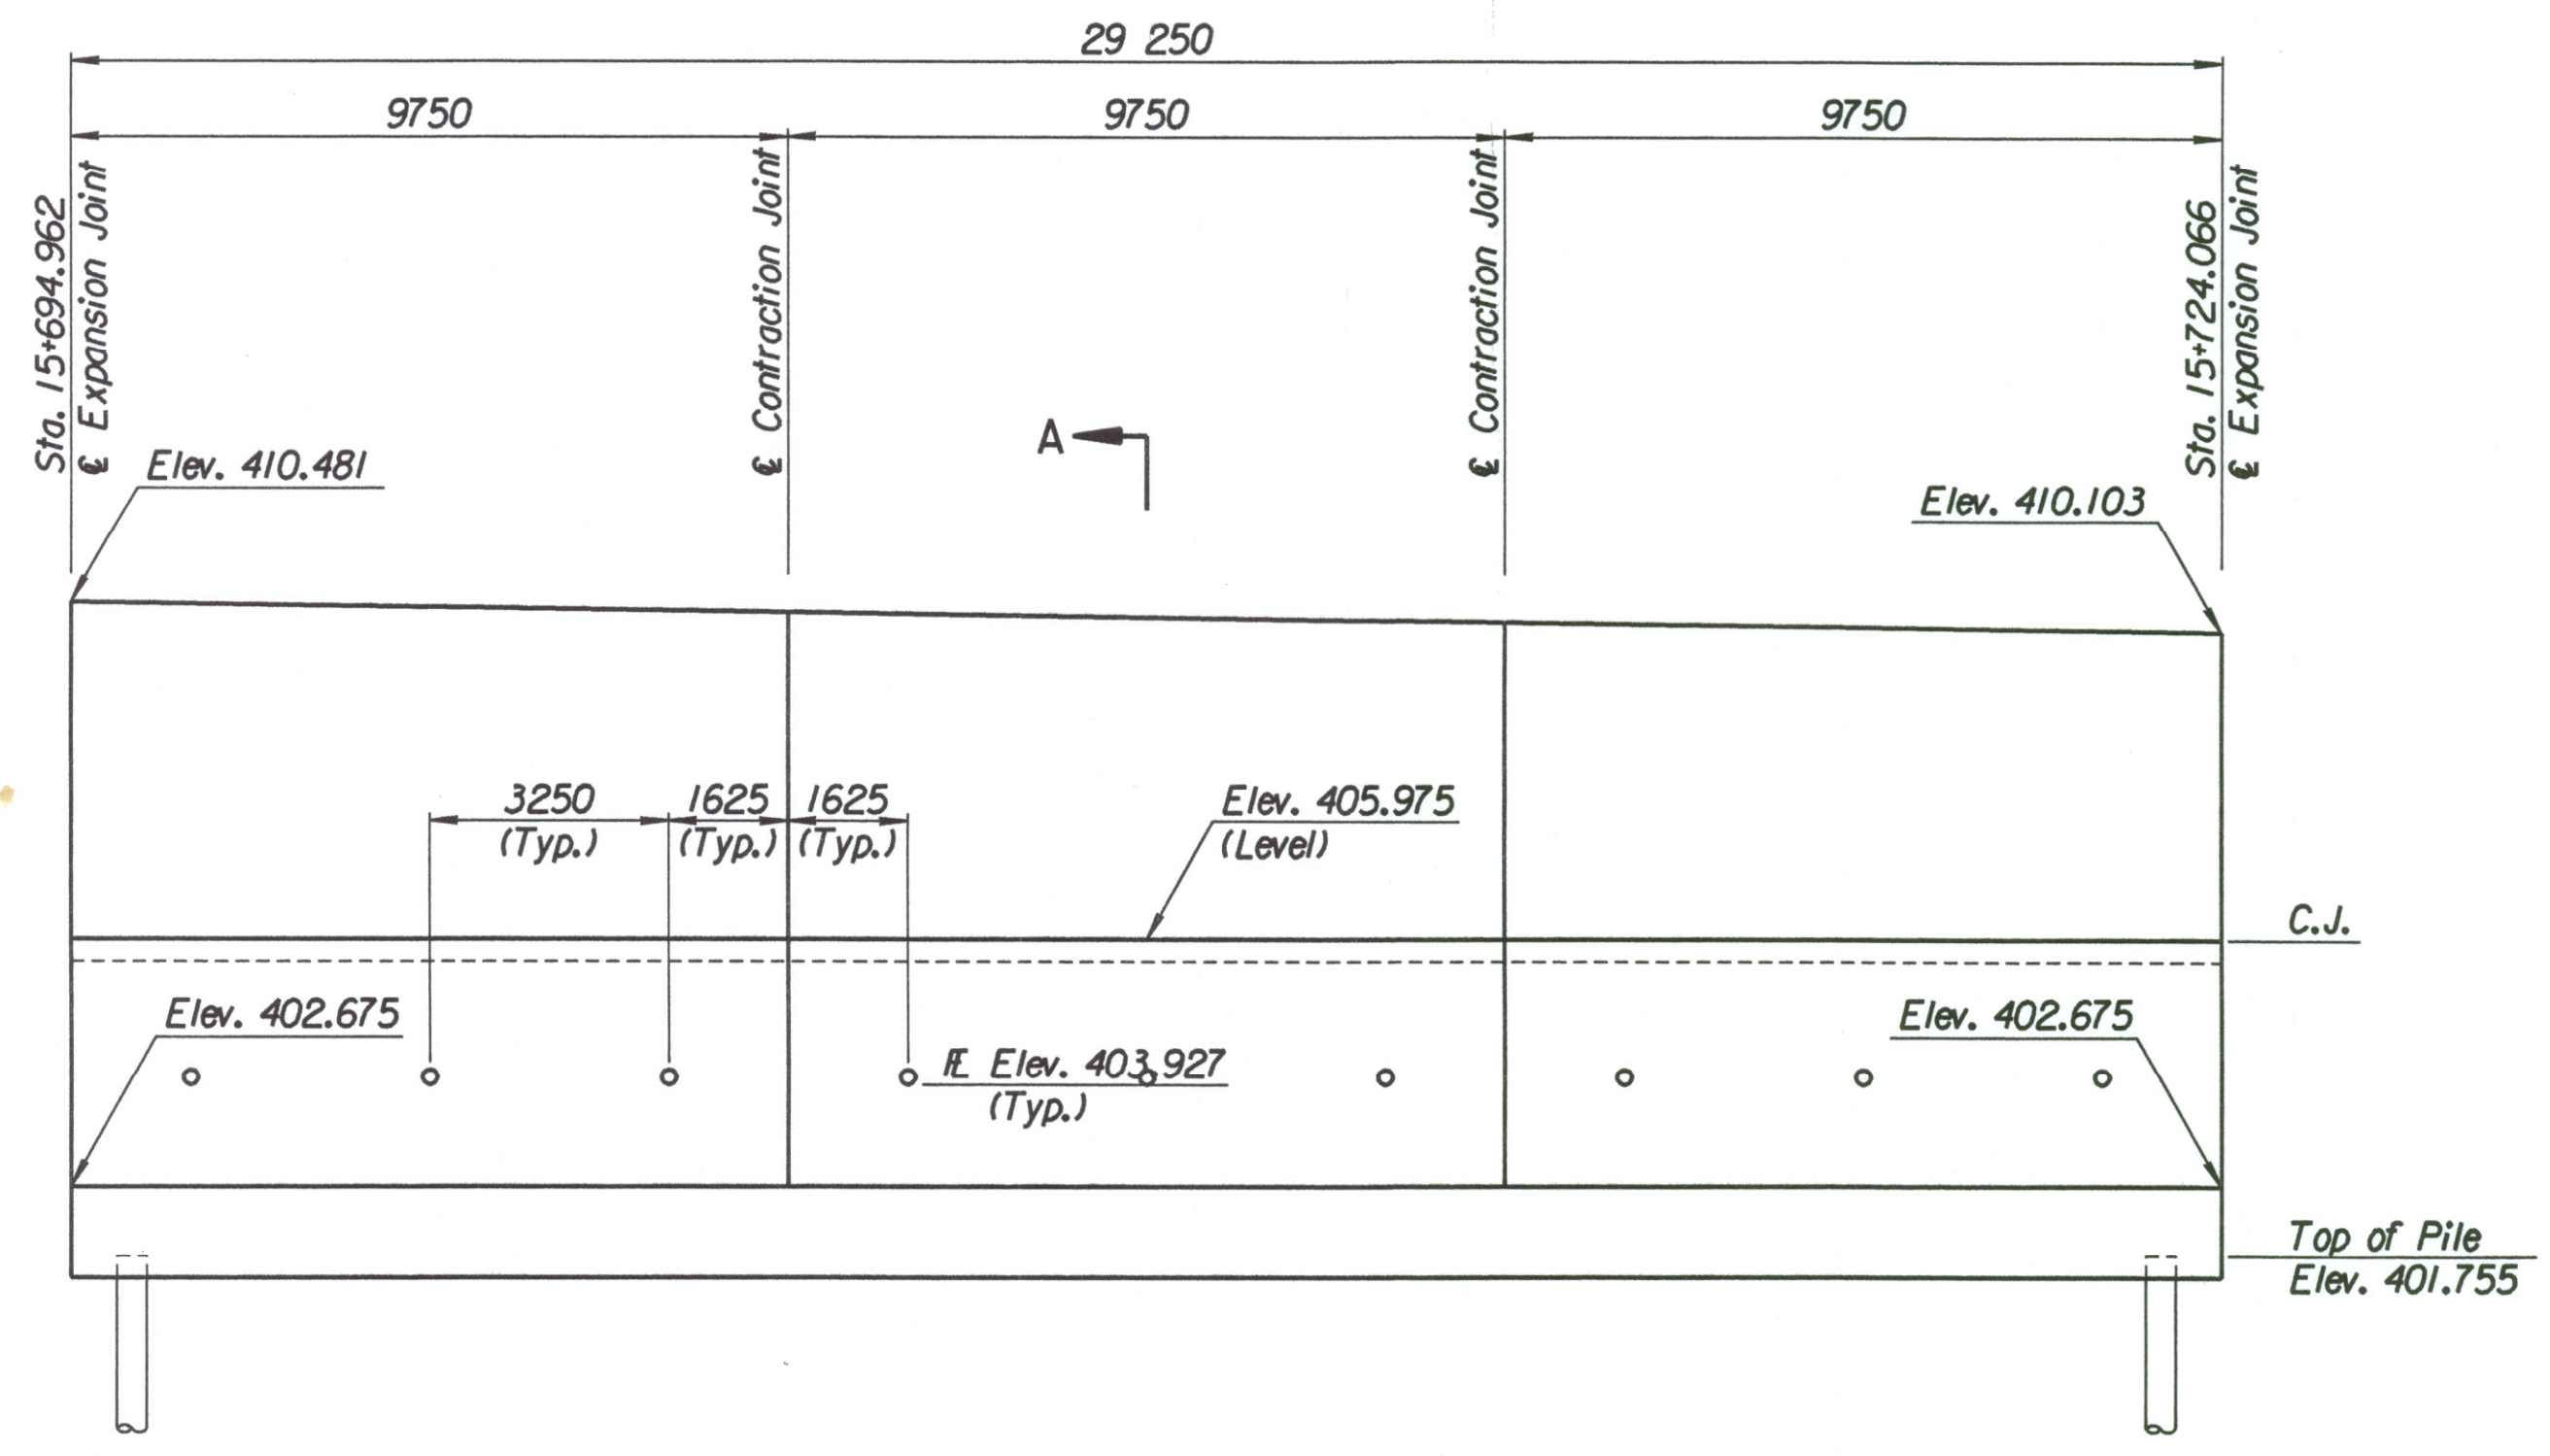 29 250
9750
9750
9750
Sta. 15+694.962
℄ Expansion Joint
℄ Contraction Joint
℄ Contraction Joint
Sta. 15+724.066
℄ Expansion Joint
A
Elev. 410.481
Elev. 410.103
3250
(Typ.)
1625
(Typ.)
1625
(Typ.)
Elev. 405.975
(Level)
C.J.
Elev. 402.675
Elev. 402.675
Elev. 403.927
(Typ.)
Top of Pile
Elev. 401.755